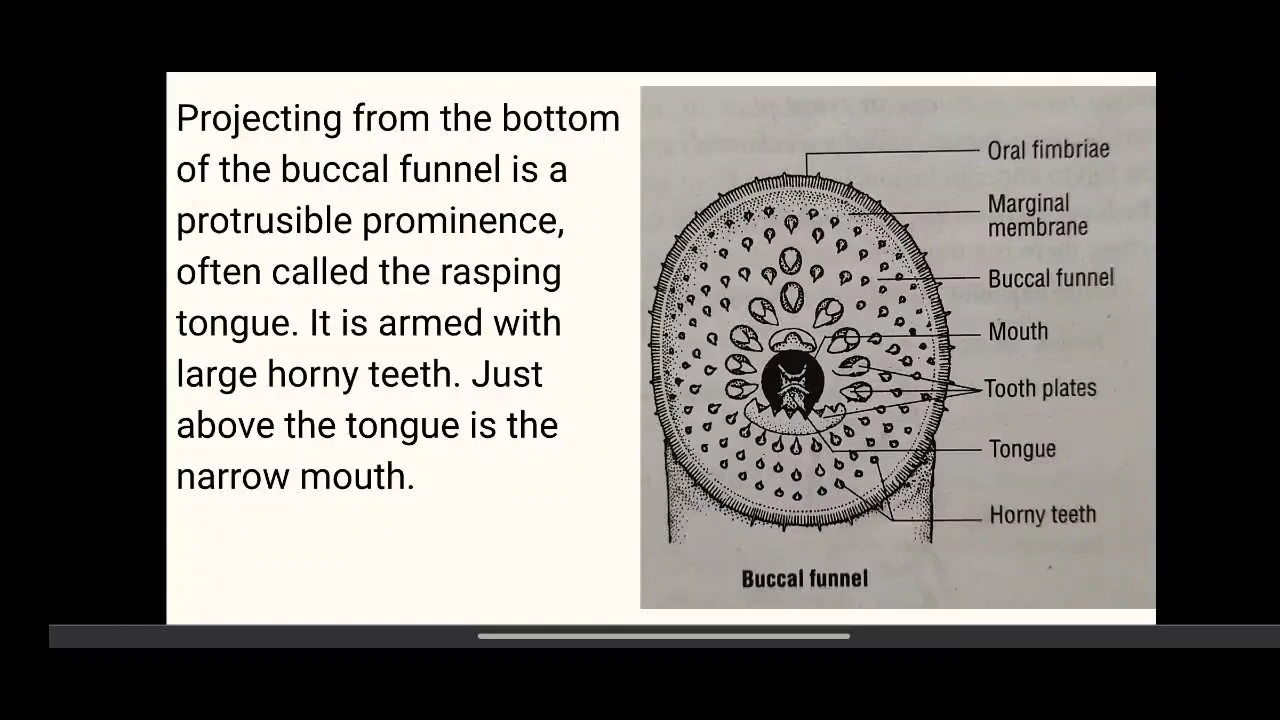 Projecting from the bottom
of the buccal funnel is a
protrusible prominence,
often called the rasping
tongue. It is armed with
large horny teeth. Just
above the tongue is the
narrow mouth.
Oral fimbriae
Marginal
membrane
Buccal funnel
Mouth
Tooth plates
Tongue
Horny teeth
Buccal funnel